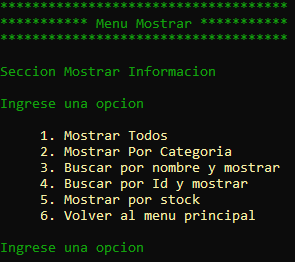 ************************************
*********** Menu Mostrar ***********
************************************
Seccion Mostrar Informacion
Ingrese una opcion
1. Mostrar Todos
2. Mostrar Por Categoria
3. Buscar por nombre y mostrar
4. Buscar por Id y mostrar
5. Mostrar por stock
6. Volver al menu principal
Ingrese una opcion